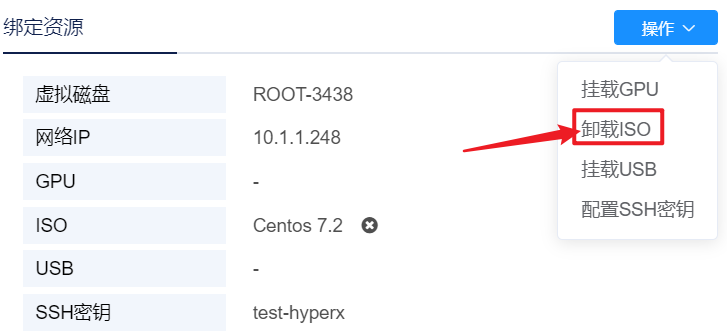 绑定资源
操作
虚拟磁盘 ROOT-3438
网络IP 10.1.1.248
GPU -
ISO Centos 7.2
USB -
SSH密钥 test-hyperx
挂载GPU
卸载ISO
挂载USB
配置SSH密钥